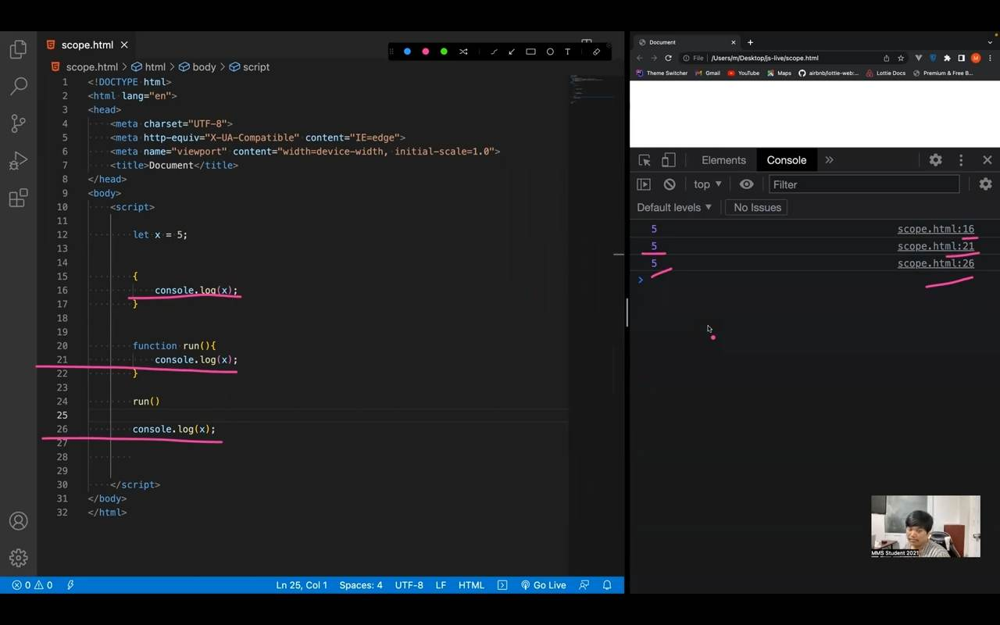 scope.html
scope.html > html > body > script
T
1 <!DOCTYPE html>
2 <html lang="en">
3 <head>
4 <meta charset="UTF-8">
5 <meta http-equiv="X-UA-Compatible" content="IE=edge">
6 <meta name="viewport" content="width=device-width, initial-scale=1.0">
7 <title>Document</title>
8 </head>
9 <body>
10 <script>
11
12 let x = 5;
13
14
15 {
16 console.log(x);
17 }
18
19
20 function run(){
21 console.log(x);
22 }
23
24 run()
25
26 console.log(x);
27
28
29
30 </script>
31 </body>
32 </html>
0 0
Ln 25, Col 1 Spaces: 4 UTF-8 LF HTML Go Live
Document
File | /Users/m/Desktop/js-live/scope.html
M
Theme Switcher Gmail YouTube Maps airbnb/lottie-web:... Lottie Docs Premium & Free B...
Elements Console
top Filter
Default levels No Issues
5 scope.html:16
5 scope.html:21
5 scope.html:26
MMS Student 2021